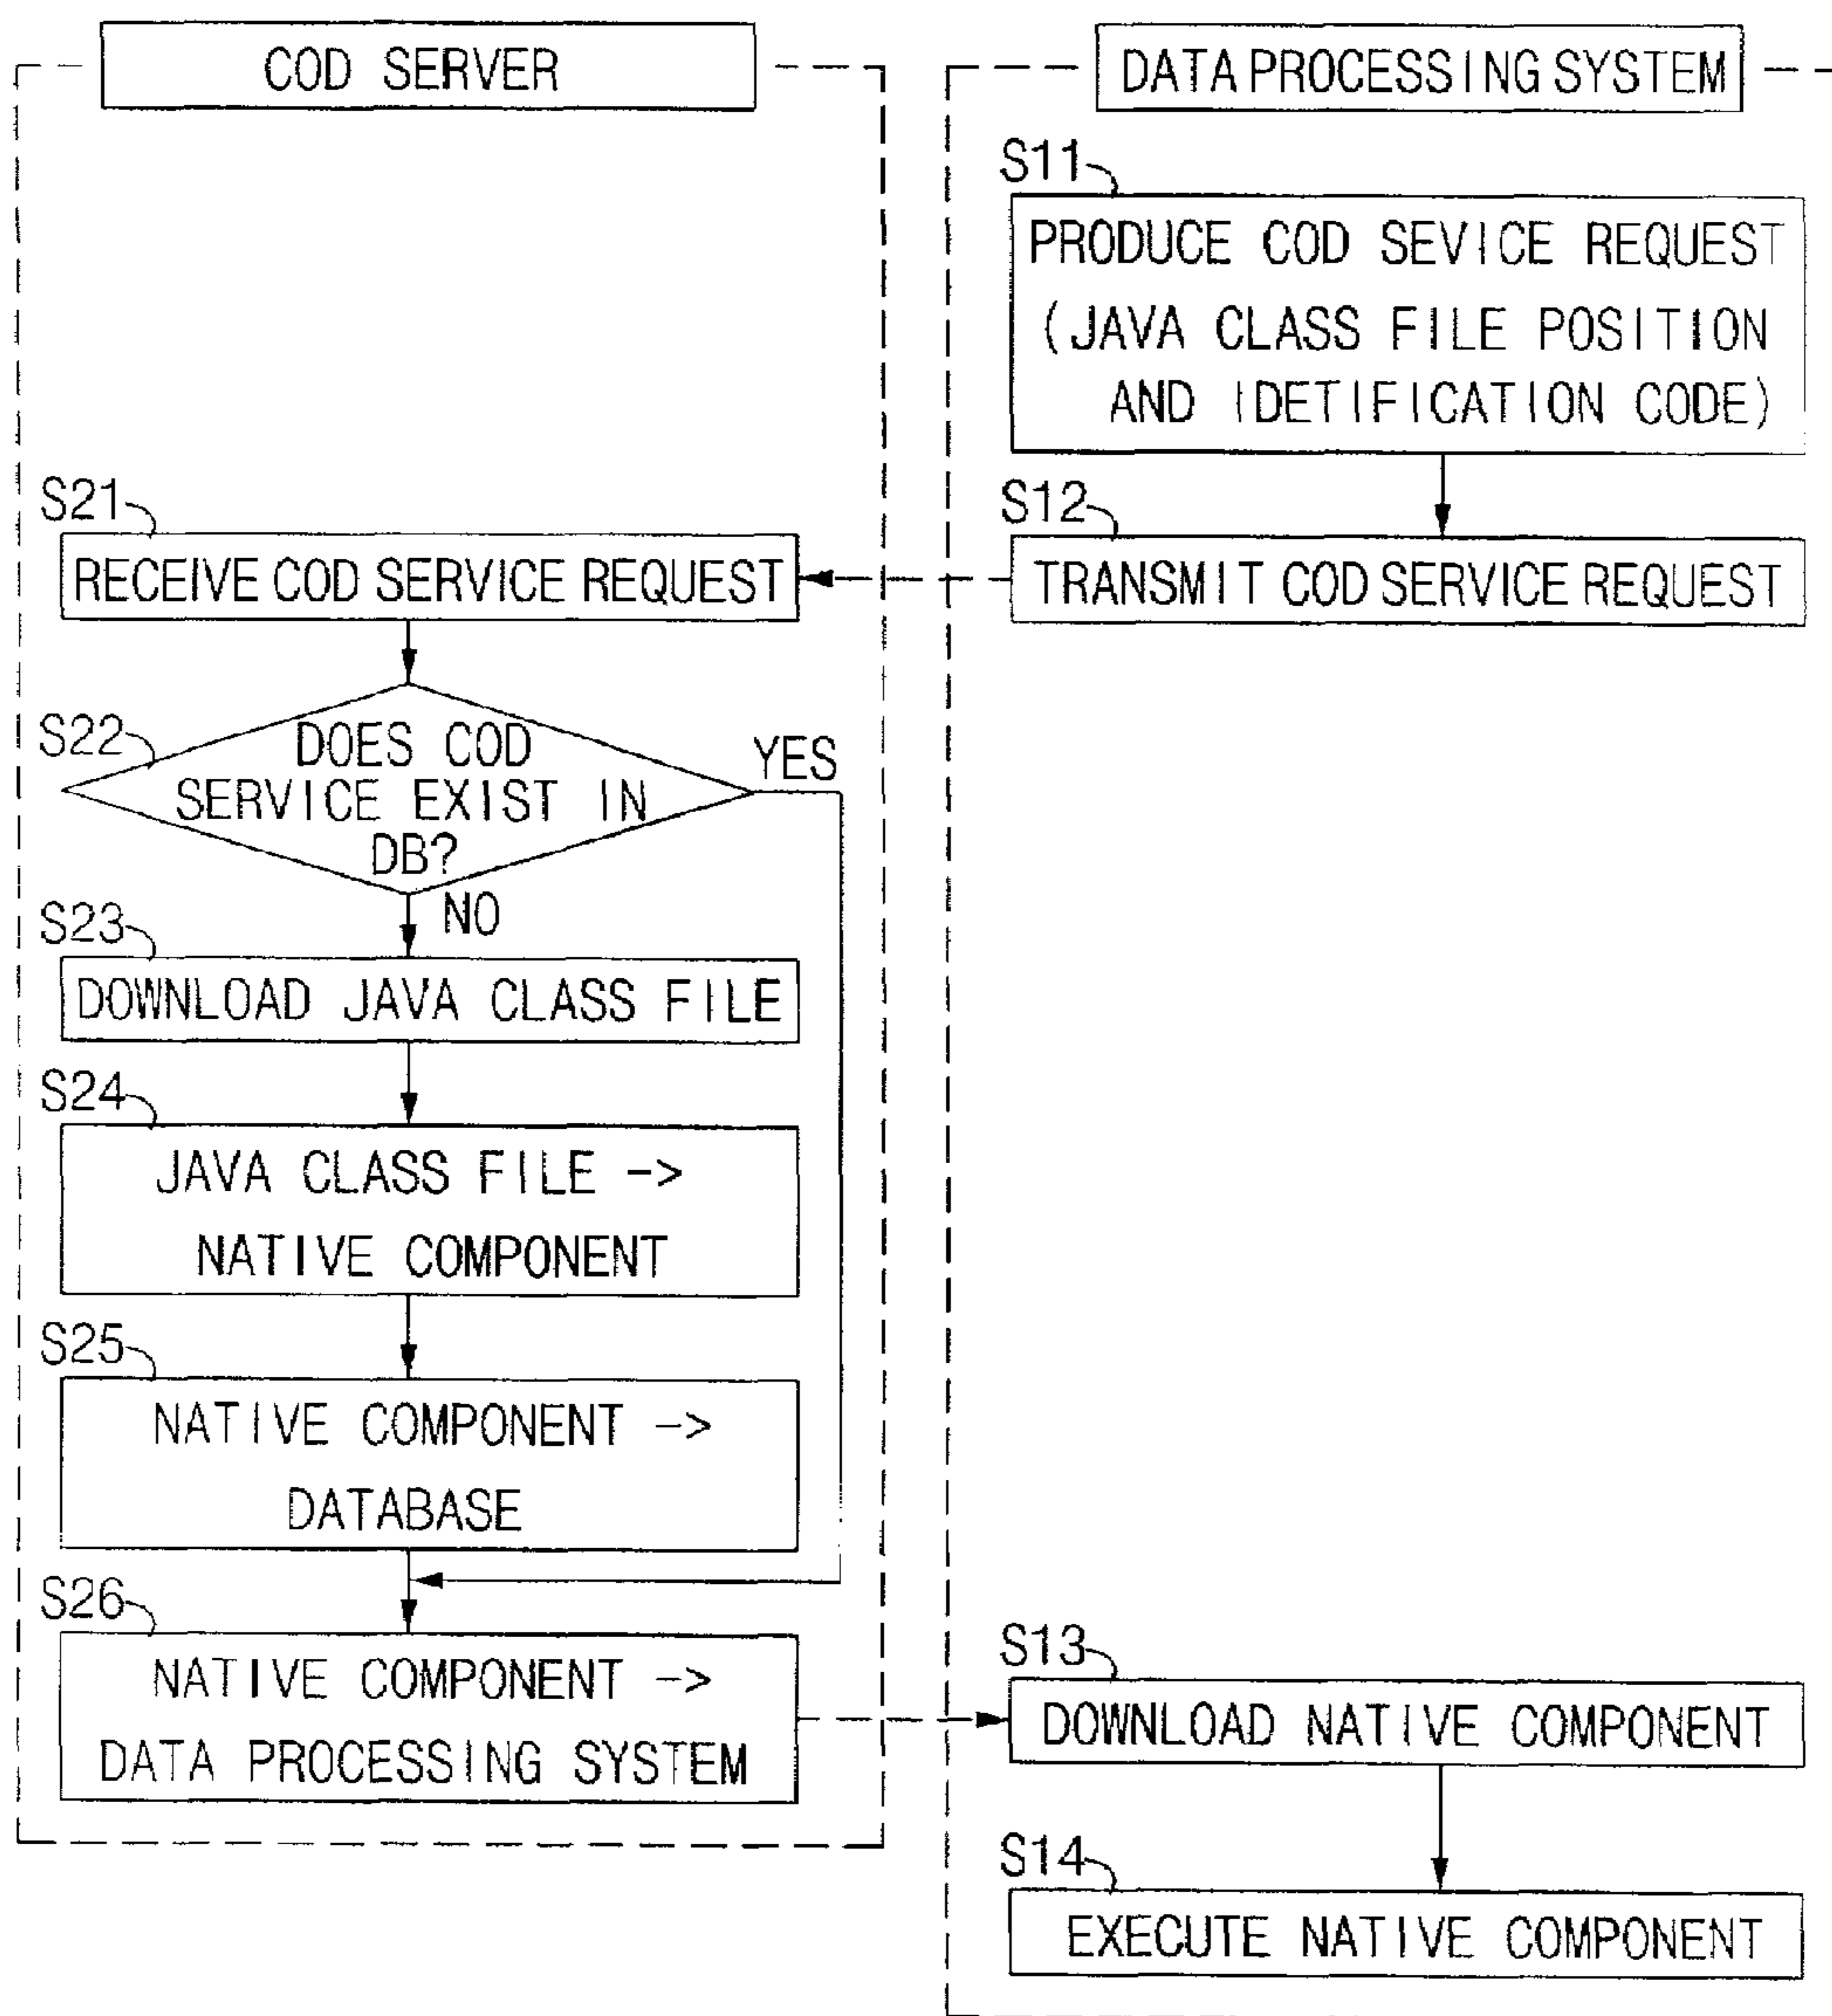 COD SERVER
DATA PROCESSING SYSTEM
S11
PRODUCE COD SEVICE REQUEST
(JAVA CLASS FILE POSITION
AND IDETIFICATION CODE)
S12
TRANSMIT COD SERVICE REQUEST
S21
RECEIVE COD SERVICE REQUEST
S22
DOES COD
SERVICE EXIST IN
DB?
YES
NO
S23
DOWNLOAD JAVA CLASS FILE
S24
JAVA CLASS FILE ->
NATIVE COMPONENT
S25
NATIVE COMPONENT ->
DATABASE
S26
NATIVE COMPONENT ->
DATA PROCESSING SYSTEM
S13
DOWNLOAD NATIVE COMPONENT
S14
EXECUTE NATIVE COMPONENT